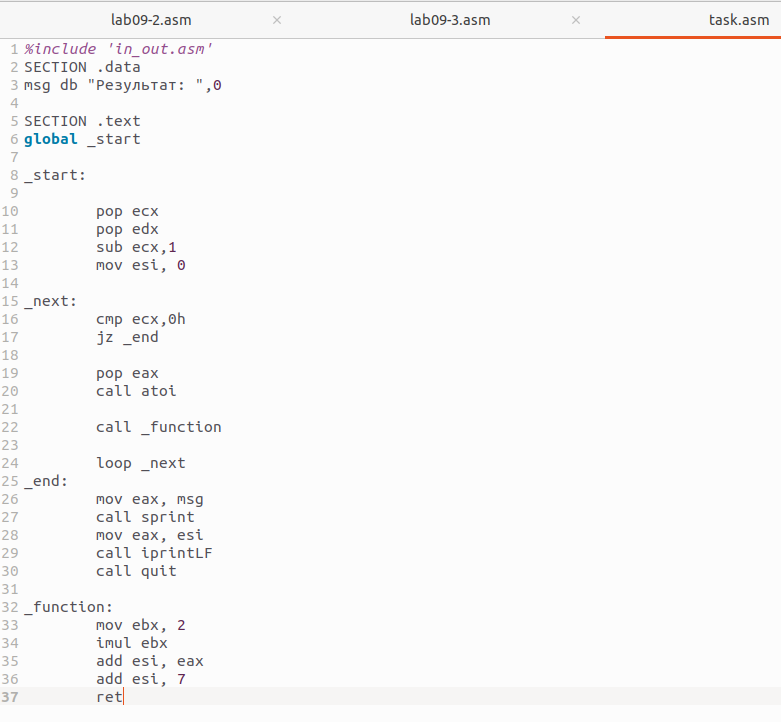 lab09-2.asm × lab09-3.asm × task.asm
1 %include 'in_out.asm'
2 SECTION .data
3 msg db "Результат: ",0
4
5 SECTION .text
6 global _start
7
8 _start:
9
10 pop ecx
11 pop edx
12 sub ecx,1
13 mov esi, 0
14
15 _next:
16 cmp ecx,0h
17 jz _end
18
19 pop eax
20 call atoi
21
22 call _function
23
24 loop _next
25 _end:
26 mov eax, msg
27 call sprint
28 mov eax, esi
29 call iprintLF
30 call quit
31
32 _function:
33 mov ebx, 2
34 imul ebx
35 add esi, eax
36 add esi, 7
37 ret